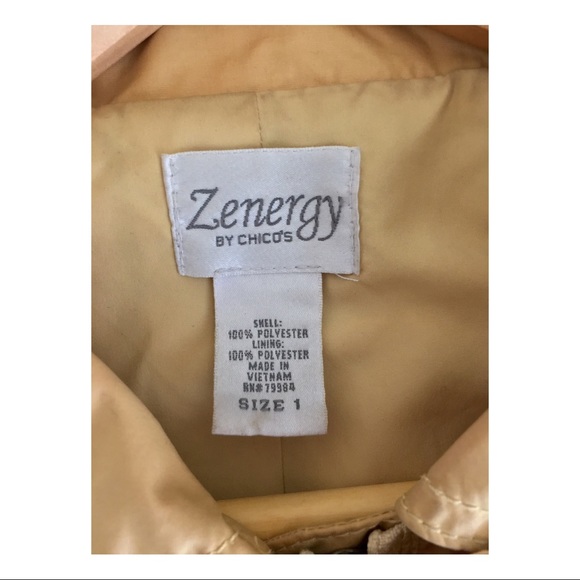 Zenergy
BY CHICO'S
SHELL:
100% POLYESTER
LINING:
100% POLYESTER
MADE IN
VIETNAM
RN# 79984
SIZE 1